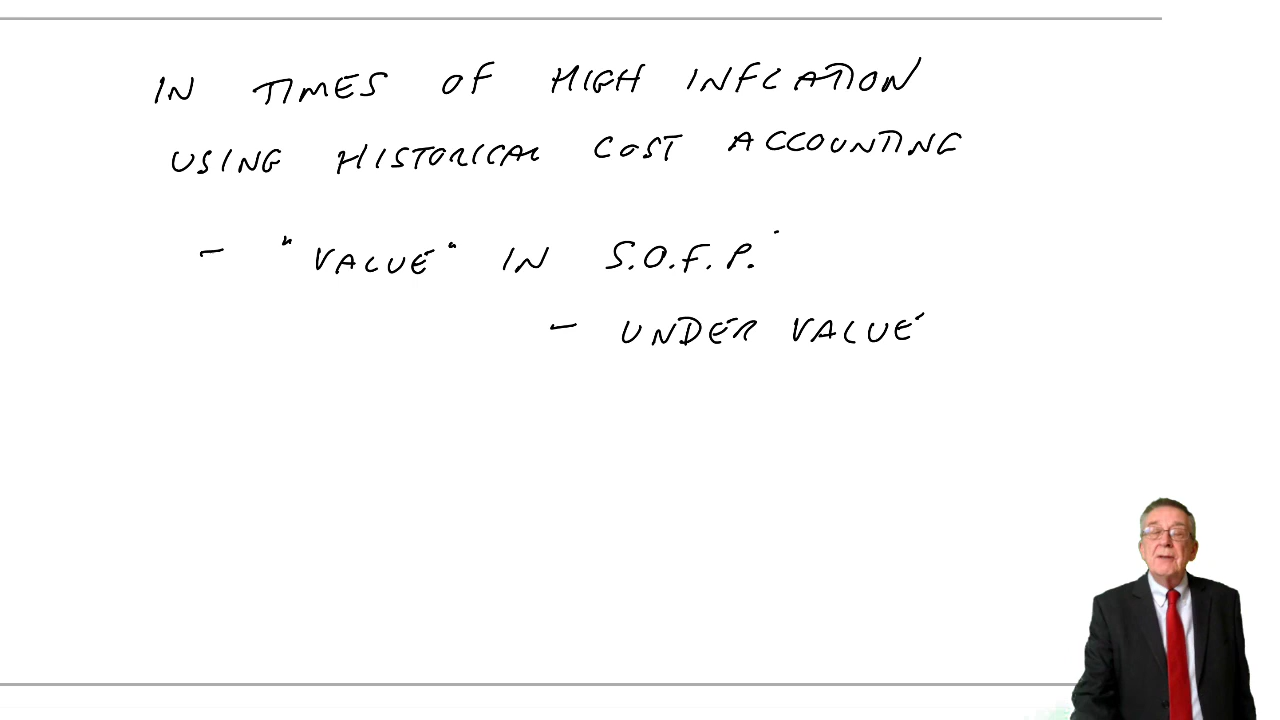 IN TIMES OF HIGH INFLATION
USING HISTORICAL COST ACCOUNTING
- "VALUE" IN S.O.F.P.
- UNDER VALUE